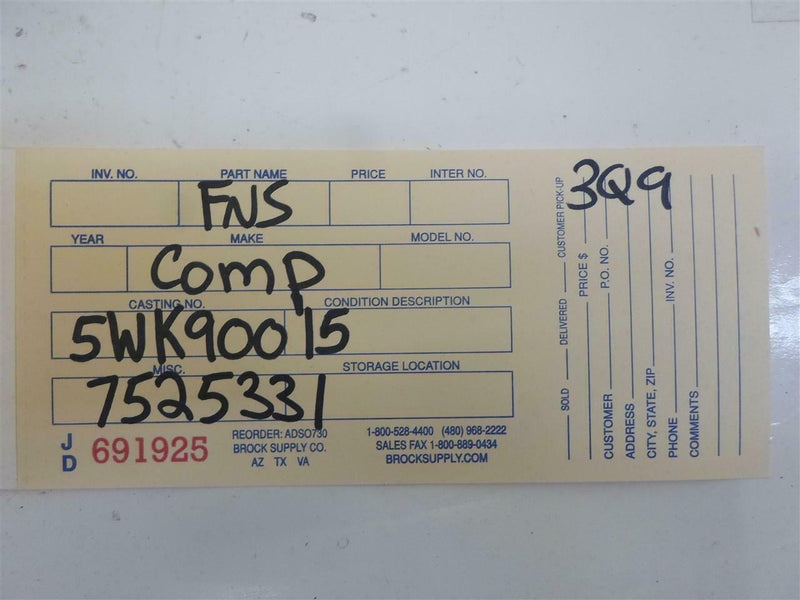 INV. NO. PART NAME PRICE INTER NO.
FNS
YEAR MAKE MODEL NO.
Comp
CASTING NO. CONDITION DESCRIPTION
5WK90015
MISC. STORAGE LOCATION
7525331
JD 691925
REORDER: ADSO730
BROCK SUPPLY CO.
AZ TX VA
1-800-528-4400 (480) 968-2222
SALES FAX 1-800-889-0434
BROCKSUPPLY.COM
3Q9
SOLD DELIVERED CUSTOMER PICK-UP
PRICE $
CUSTOMER P.O. NO.
ADDRESS
CITY, STATE, ZIP
PHONE INV. NO.
COMMENTS